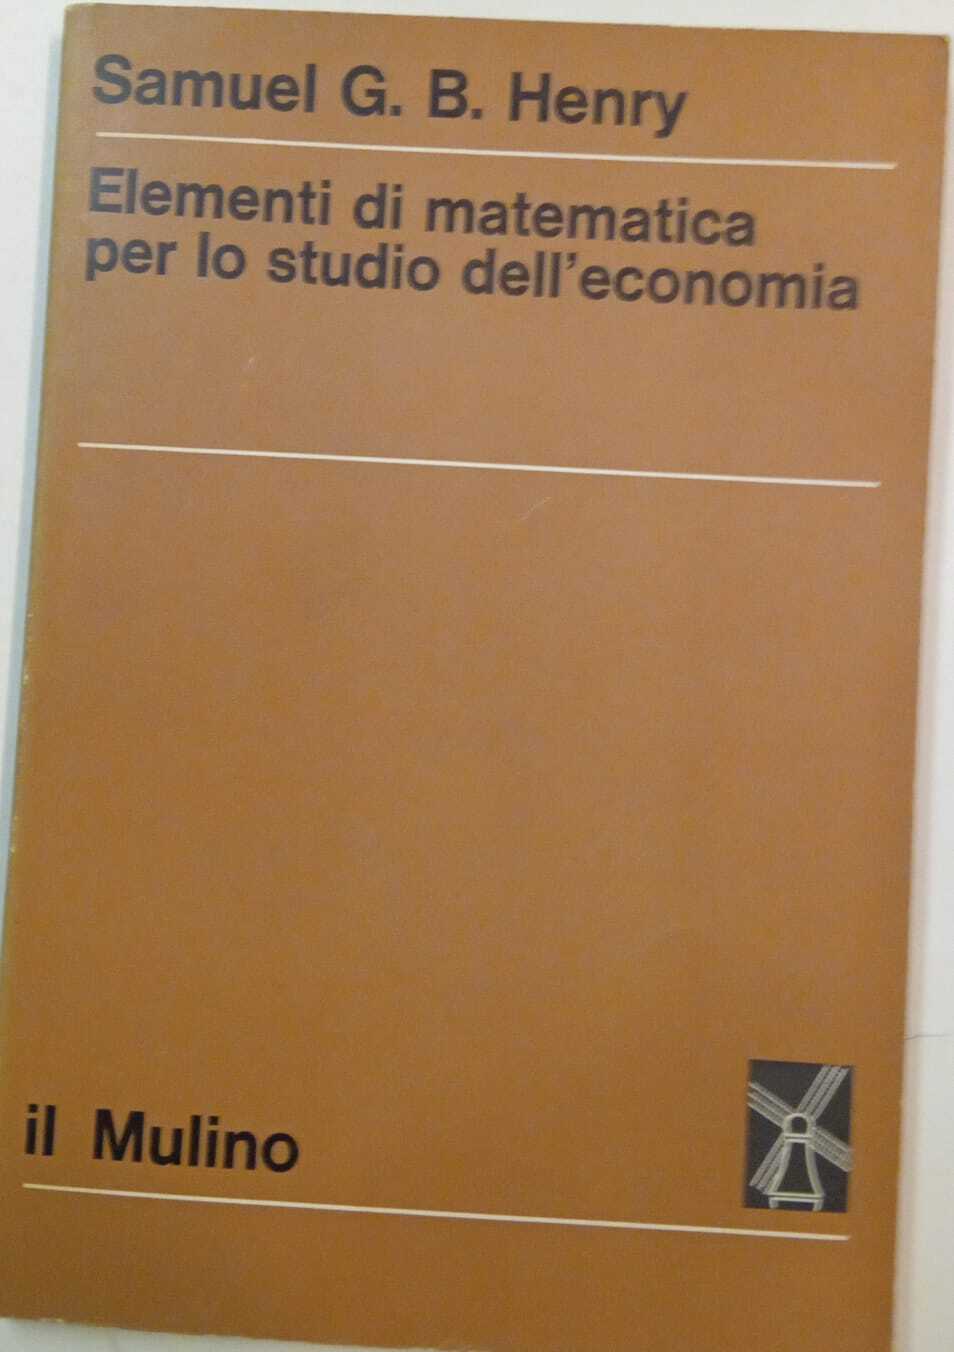 Samuel G. B. Henry
Elementi di matematica
per lo studio dell'economia
il Mulino